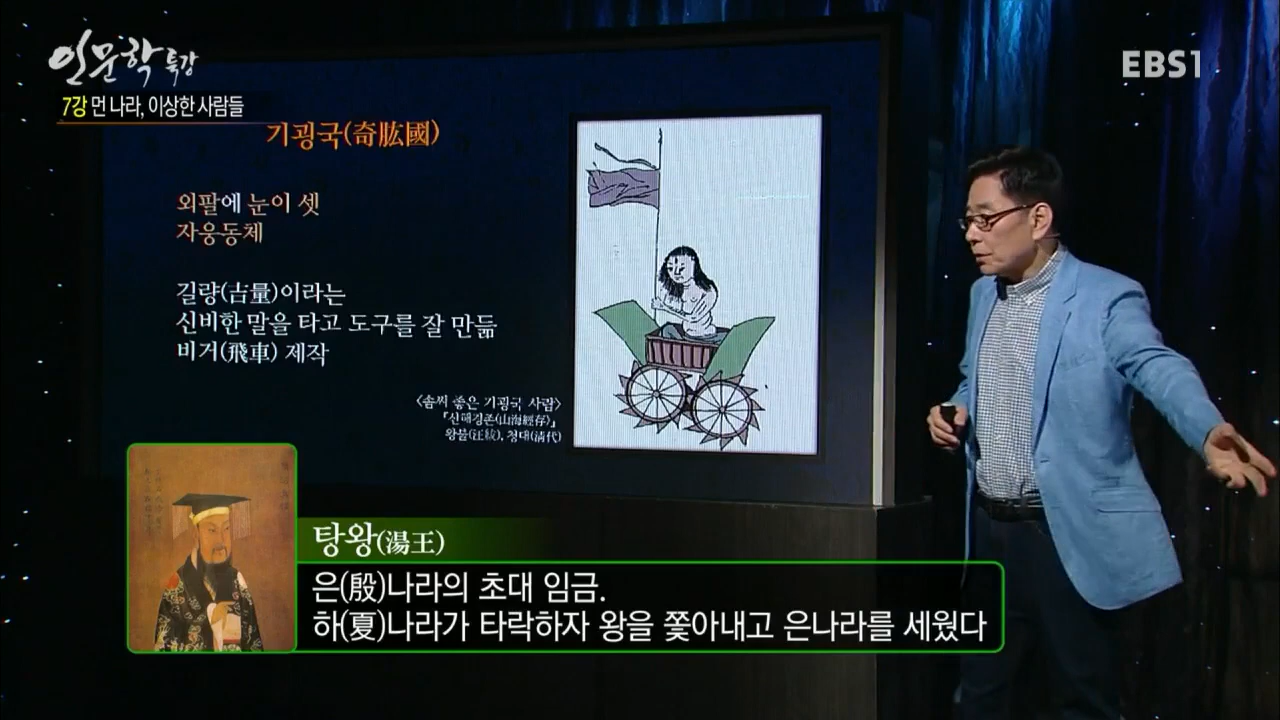 인문학 특강
EBS1
7강 먼 나라, 이상한 사람들
기굉국(奇肱國)
외팔에 눈이 셋
자웅동체
길량(吉量)이라는
신비한 말을 타고 도구를 잘 만듦
비거(飛車) 제작
<솜씨 좋은 기굉국 사람>
『산해경존(山海經存)』
왕불(汪紱), 청대(淸代)
탕왕(湯王)
은(殷)나라의 초대 임금.
하(夏)나라가 타락하자 왕을 쫓아내고 은나라를 세웠다